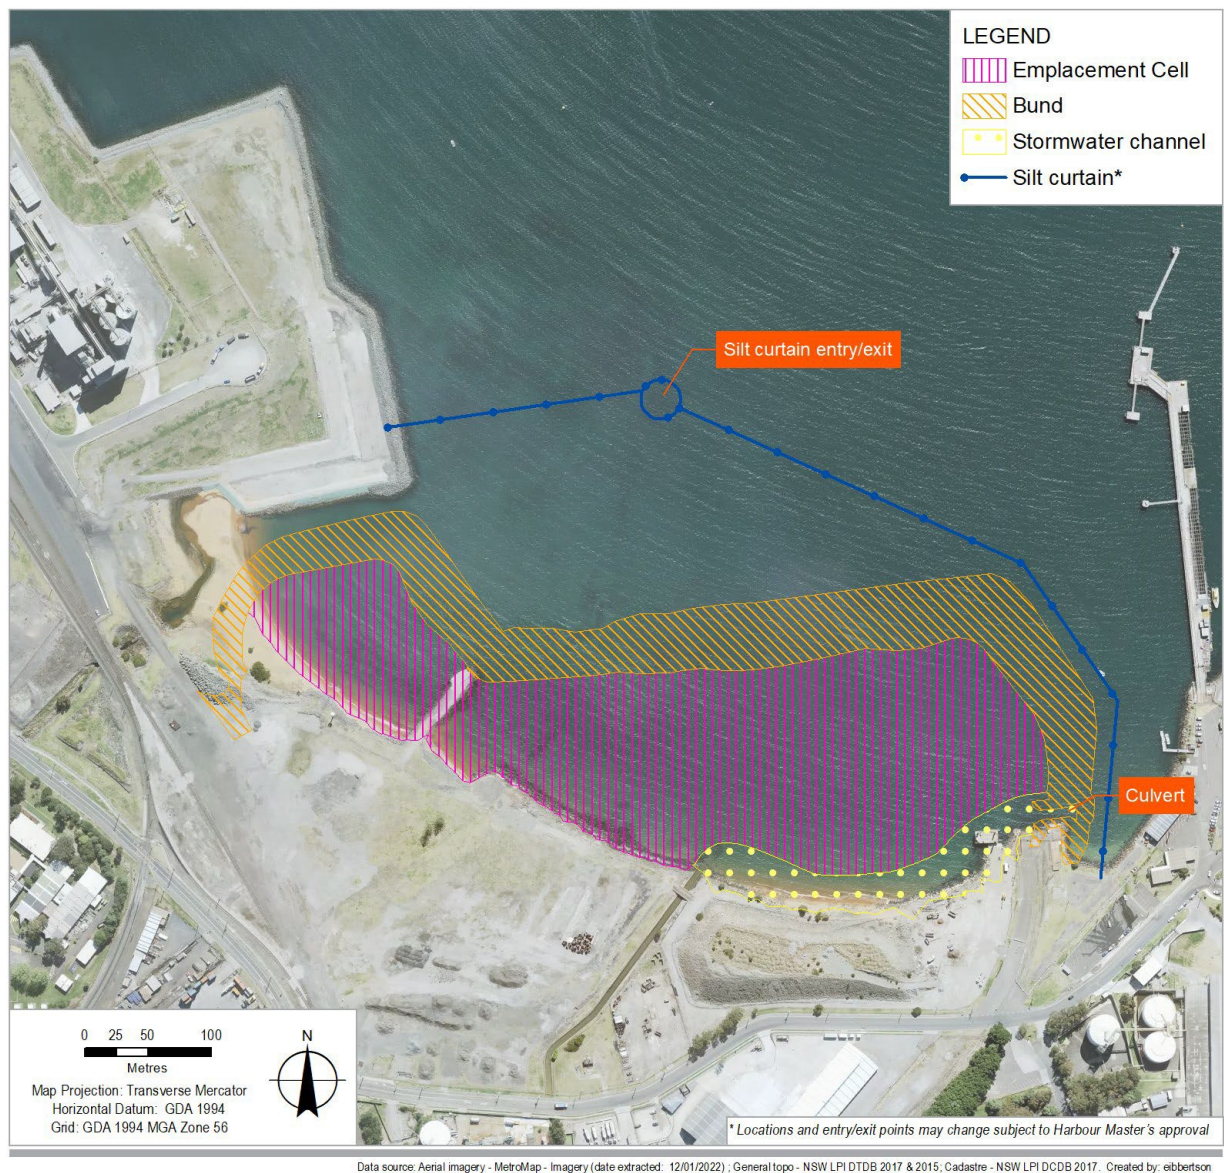 LEGEND
Emplacement Cell
Bund
Stormwater channel
Silt curtain*
Silt curtain entry/exit
Culvert
0 25 50 100
Metres
Map Projection: Transverse Mercator
Horizontal Datum: GDA 1994
Grid: GDA 1994 MGA Zone 56
N
* Locations and entry/exit points may change subject to Harbour Master's approval
Data source: Aerial imagery - MetroMap - Imagery (date extracted: 12/01/2022) ; General topo - NSW LPI DTDB 2017 & 2015; Cadastre - NSW LPI DCDB 2017. Created by: eibbertson